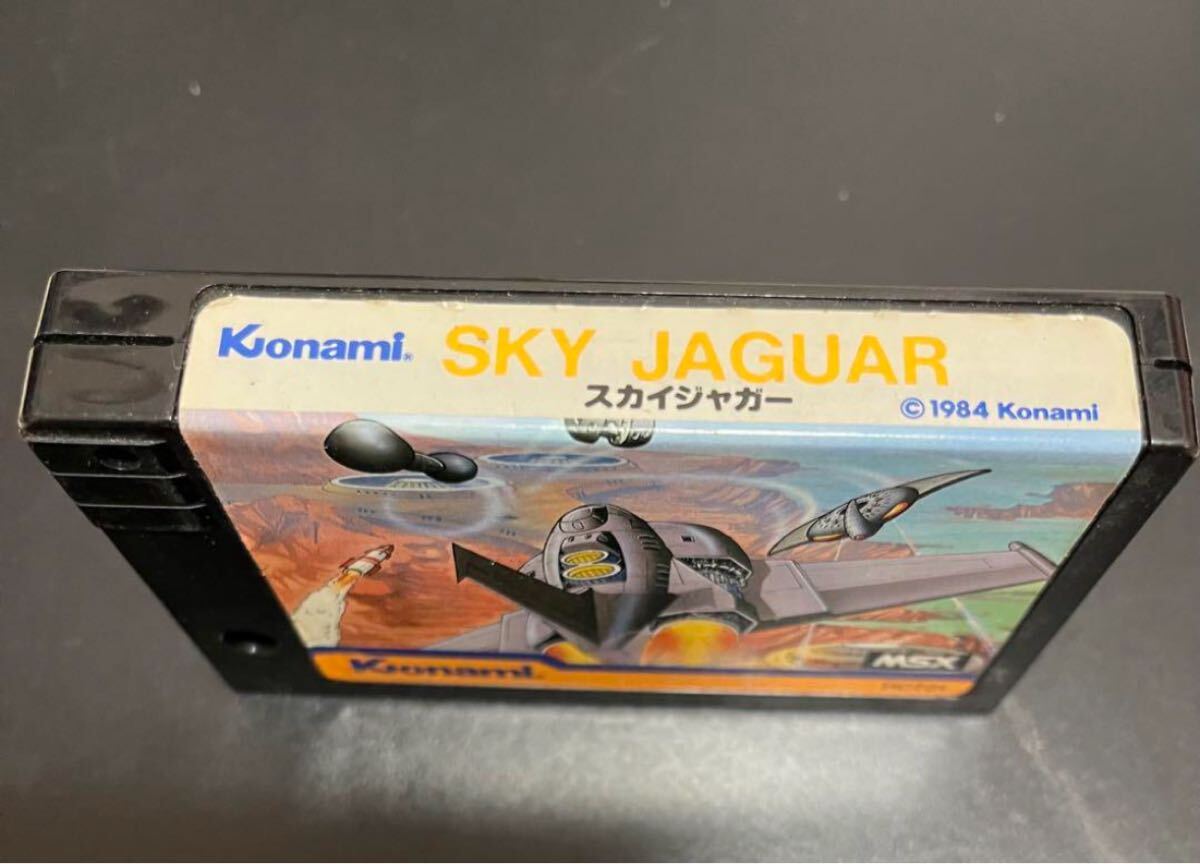 Konami® SKY JAGUAR
スカイジャガー
© 1984 Konami
MSX
Konami